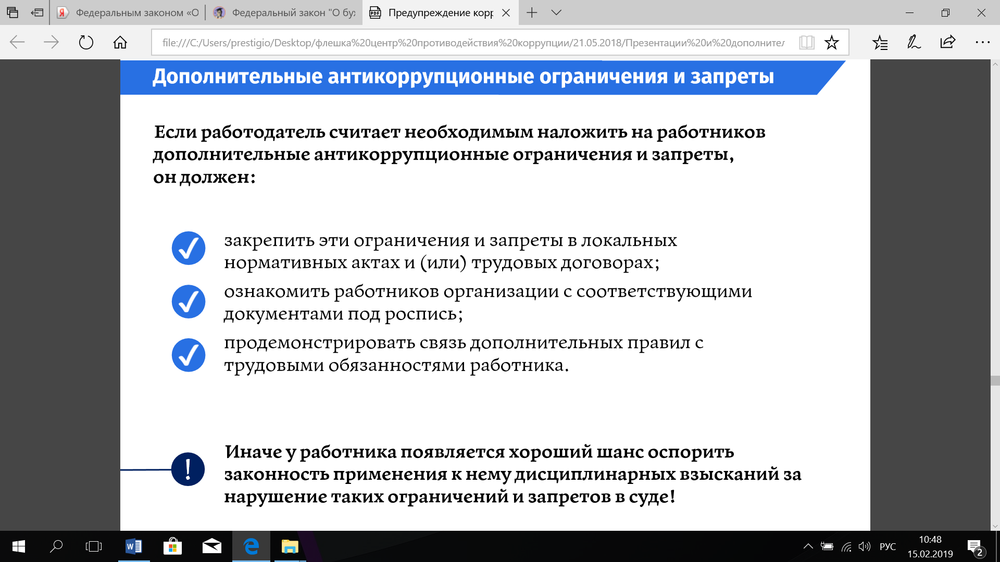 Федеральным законом «О
Федеральный закон "О бух
Предупреждение корр
file:///C:/Users/prestigio/Desktop/флешка%20центр%20противодействия%20коррупции/21.05.2018/Презентации%20и%20дополнител
Дополнительные антикоррупционные ограничения и запреты
Если работодатель считает необходимым наложить на работников
дополнительные антикоррупционные ограничения и запреты,
он должен:
закрепить эти ограничения и запреты в локальных
нормативных актах и (или) трудовых договорах;
ознакомить работников организации с соответствующими
документами под роспись;
продемонстрировать связь дополнительных правил с
трудовыми обязанностями работника.
!
Иначе у работника появляется хороший шанс оспорить
законность применения к нему дисциплинарных взысканий за
нарушение таких ограничений и запретов в суде!
РУС
10:48
15.02.2019
2